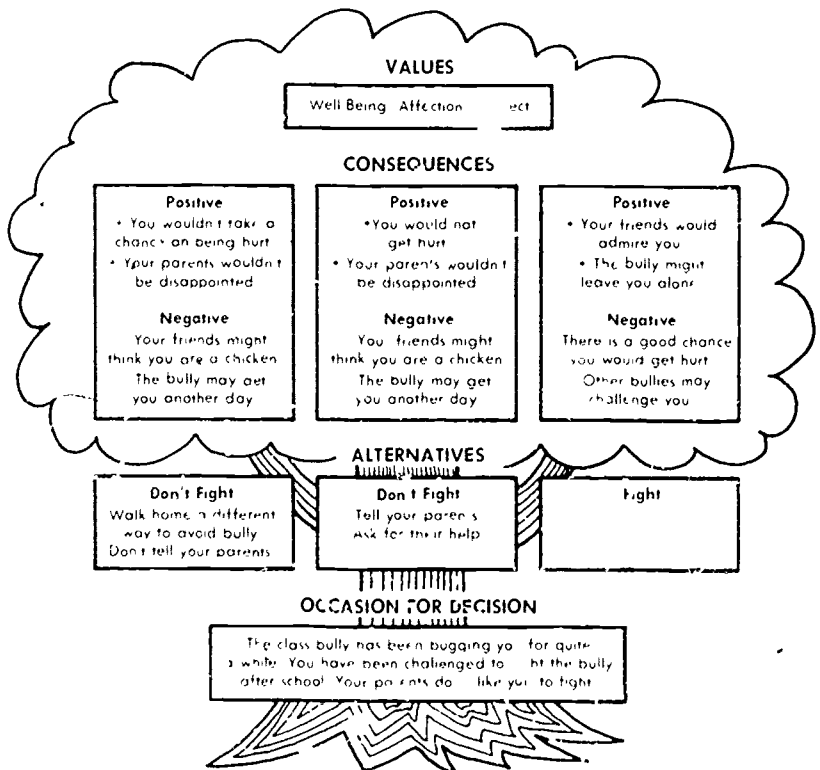 VALUES
Well Being Affection ect
CONSEQUENCES
Positive
• You wouldn't take a
chance on being hurt
• Your parents wouldn't
be disappointed
Negative
Your friends might
think you are a chicken
The bully may get
you another day
Positive
• You would not
get hurt
• Your parents wouldn't
be disappointed
Negative
You friends might
think you are a chicken
The bully may get
you another day
Positive
• Your friends would
admire you
• The bully might
leave you alone
Negative
There is a good chance
you would get hurt
Other bullies may
challenge you
ALTERNATIVES
Don't Fight
Walk home a different
way to avoid bully
Don't tell your parents
Don't Fight
Tell your parents
Ask for their help
Fight
OCCASION FOR DECISION
The class bully has been bugging yo for quite
a while. You have been challenged to ht the bully
after school. Your parents do like you to fight